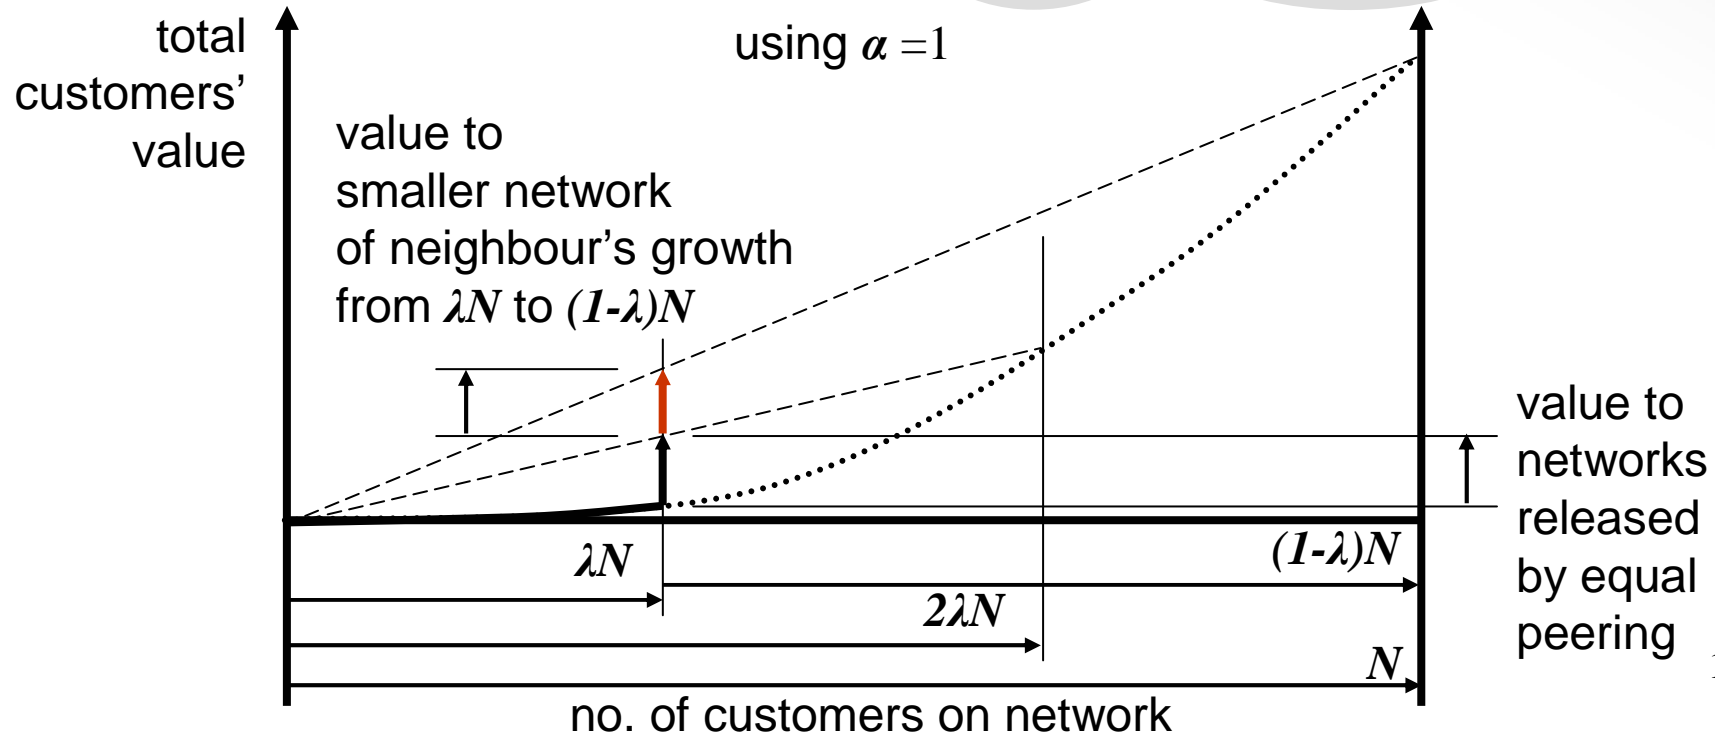 total
customers’
value
using α =1
value to
smaller network
of neighbour’s growth
from λN to (1-λ)N
value to
networks
released
by equal
peering
λN
(1-λ)N
2λN
N
no. of customers on network